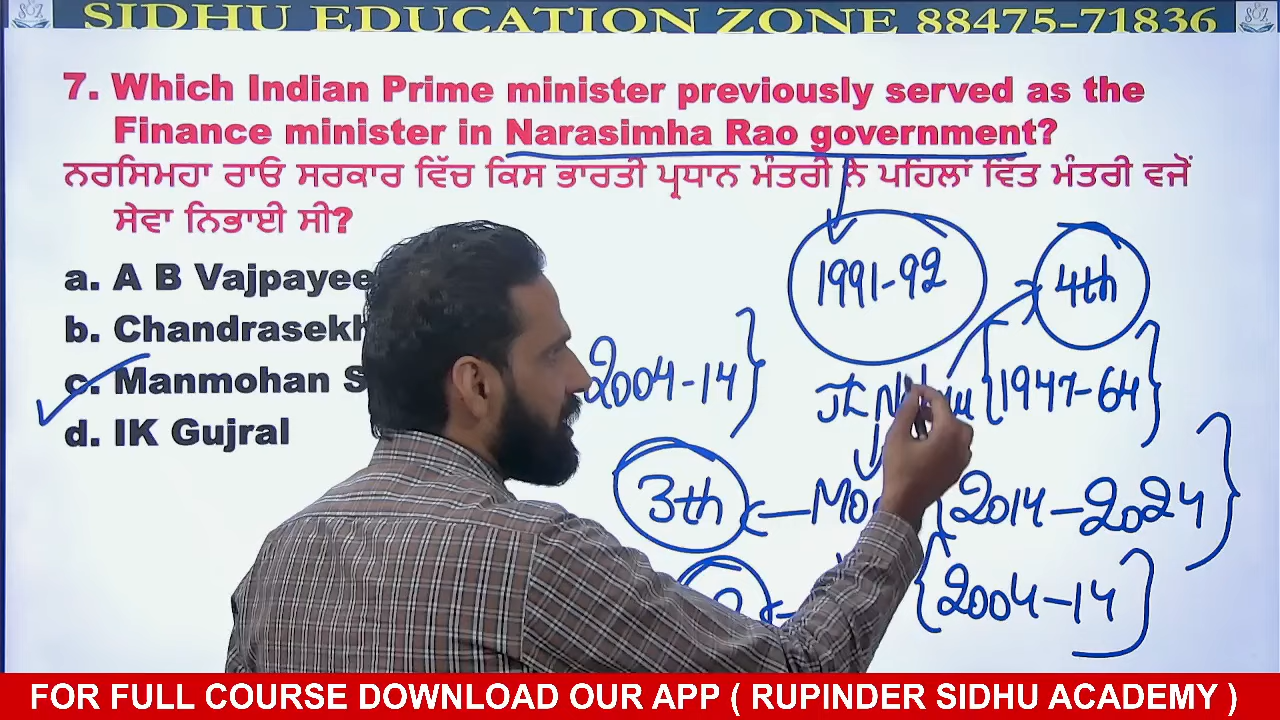 SIDHU EDUCATION ZONE 88475-71836
7. Which Indian Prime minister previously served as the
Finance minister in Narasimha Rao government?
ਨਰਸਿਮਹਾ ਰਾਓ ਸਰਕਾਰ ਵਿੱਚ ਕਿਸ ਭਾਰਤੀ ਪ੍ਰਧਾਨ ਮੰਤਰੀ ਨੇ ਪਹਿਲਾਂ ਵਿੱਤ ਮੰਤਰੀ ਵਜੋਂ
ਸੇਵਾ ਨਿਭਾਈ ਸੀ?
a. A B Vajpayee
b. Chandrasekh
c. Manmohan S
d. IK Gujral
1991-92
4th
2004-14}
JL {1947-64}
3th ← {2014-2024}
{2004-14}
FOR FULL COURSE DOWNLOAD OUR APP ( RUPINDER SIDHU ACADEMY )